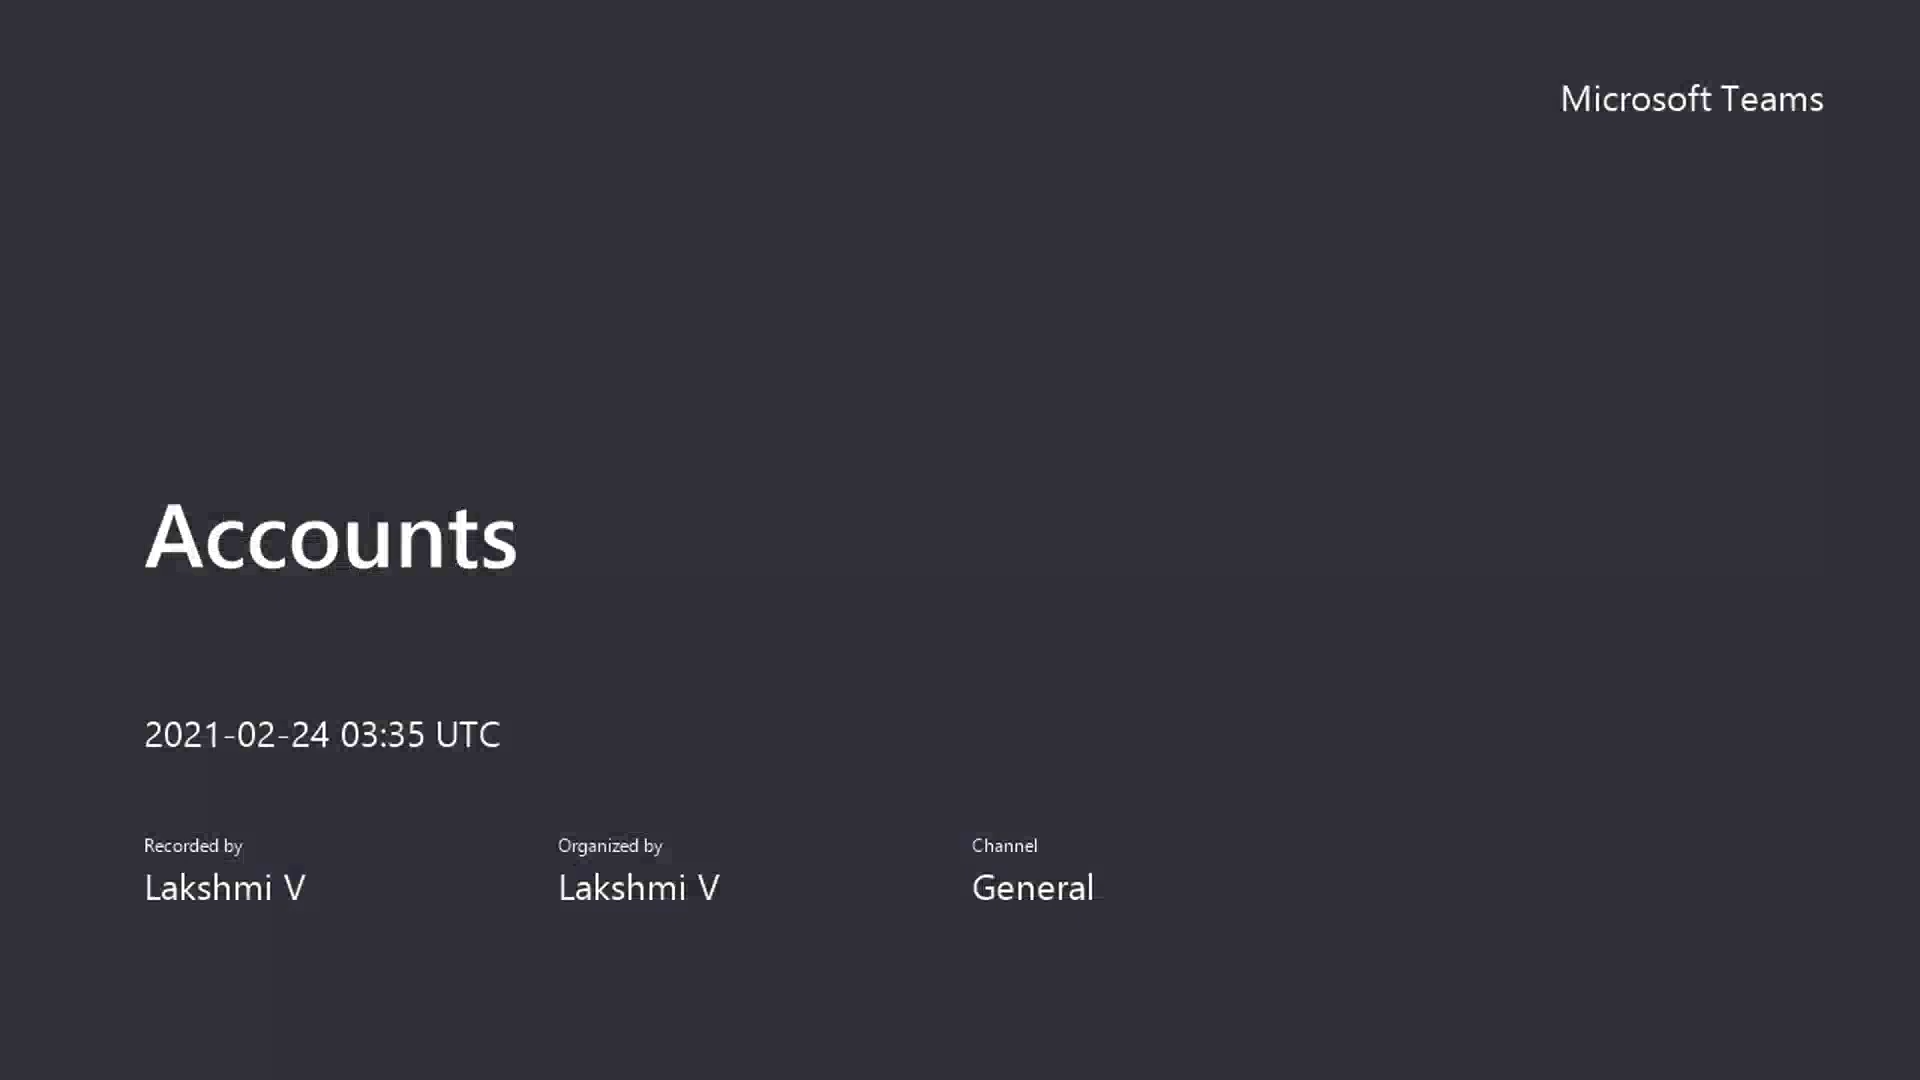 Microsoft Teams
Accounts
2021-02-24 03:35 UTC
Recorded by
Lakshmi V
Organized by
Lakshmi V
Channel
General